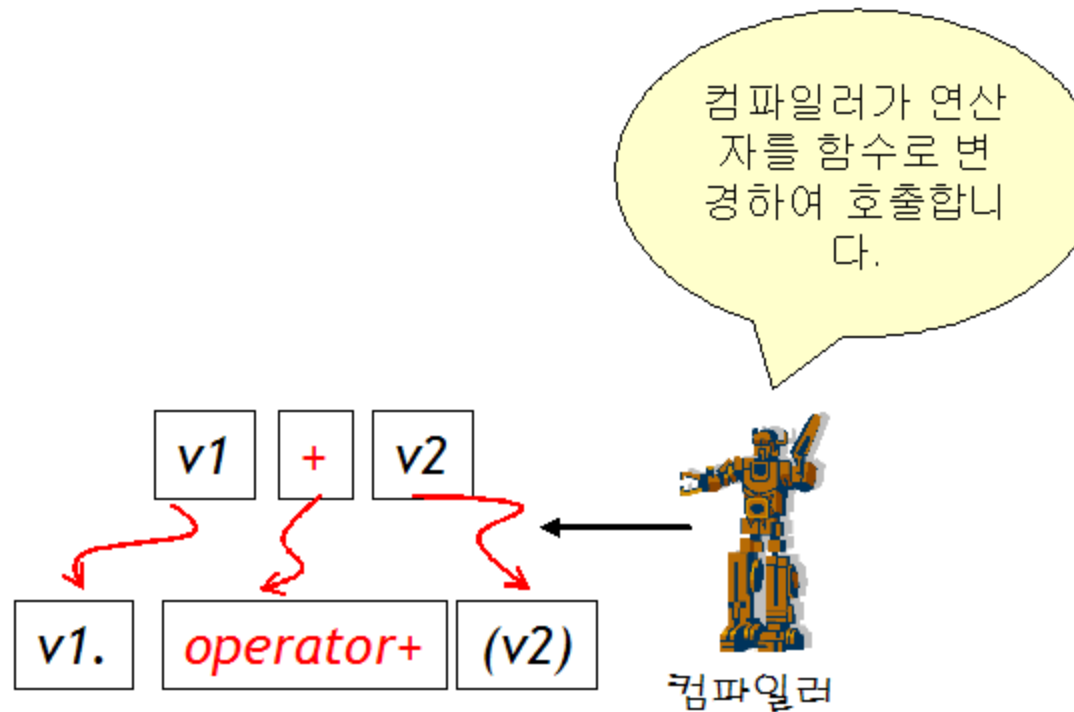 컴파일러가 연산
자를 함수로 변
경하여 호출합니
다.
v1 + v2
v1. operator+ (v2)
컴파일러